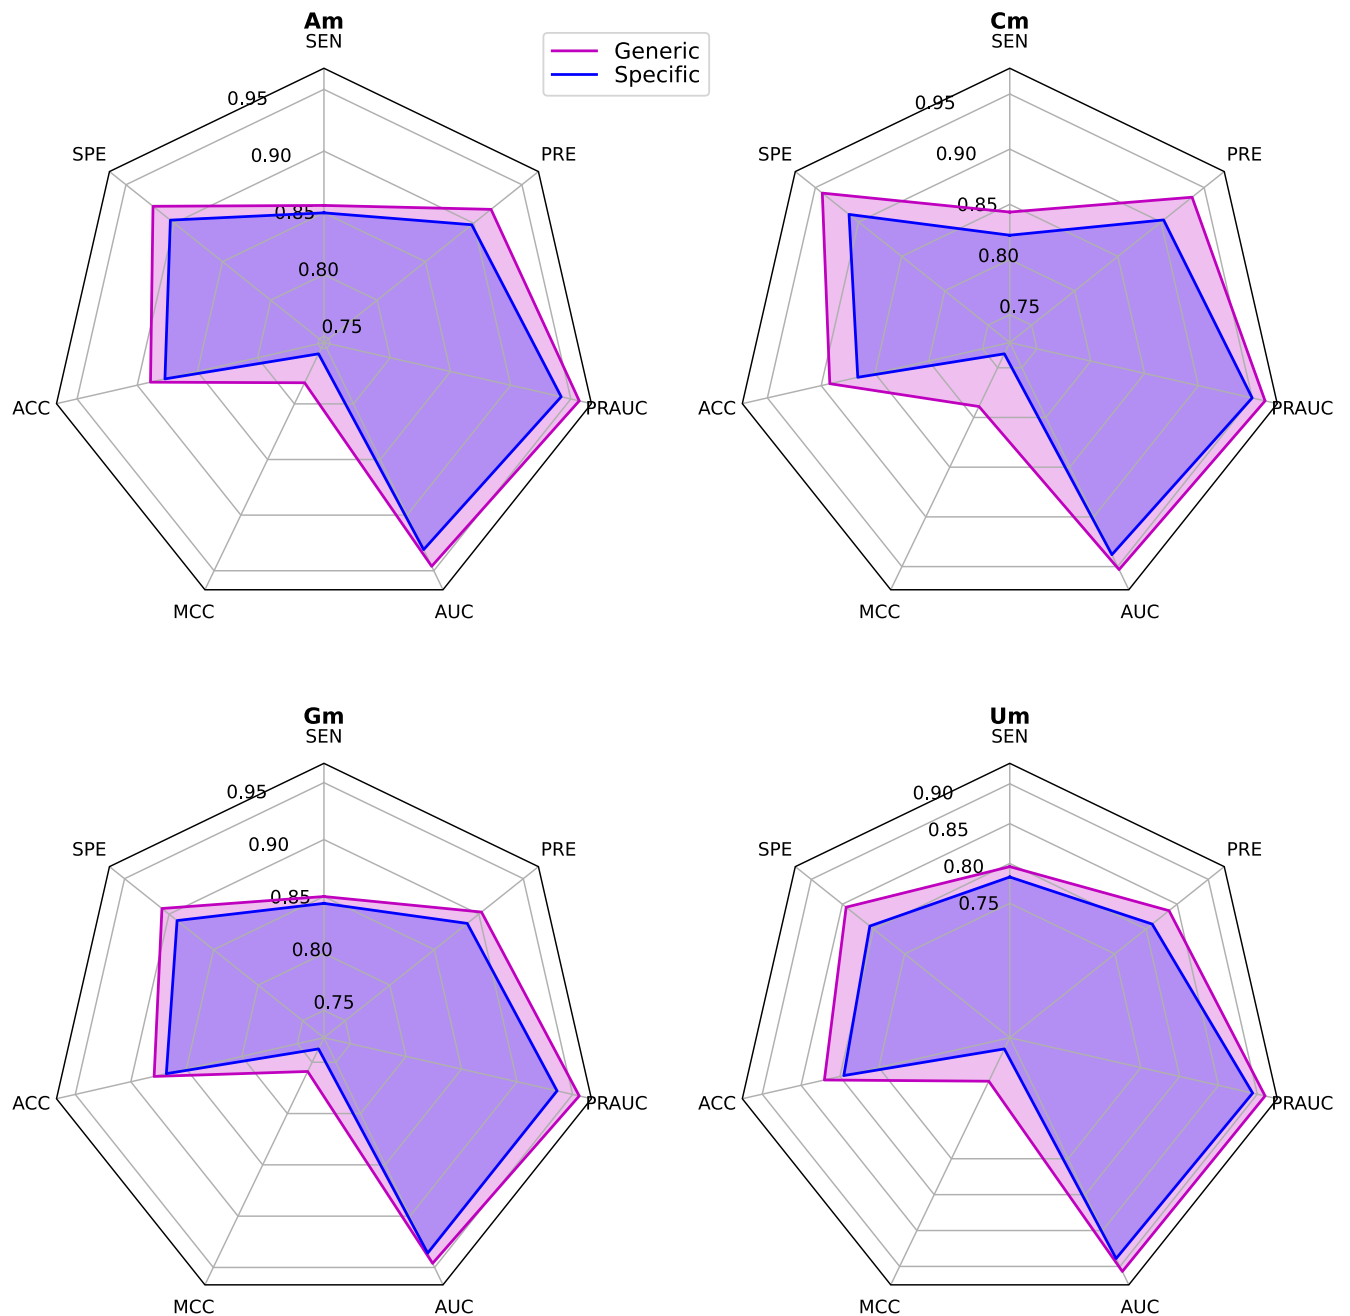 Am
SEN
Cm
SEN
Generic
Specific
0.95
0.90
0.85
0.80
0.75
SPE
PRE
ACC
PRAUC
MCC
AUC
0.95
0.90
0.85
0.80
0.75
SPE
PRE
ACC
PRAUC
MCC
AUC
Gm
SEN
0.95
0.90
0.85
0.80
0.75
SPE
PRE
ACC
PRAUC
MCC
AUC
Um
SEN
0.90
0.85
0.80
0.75
SPE
PRE
ACC
PRAUC
MCC
AUC